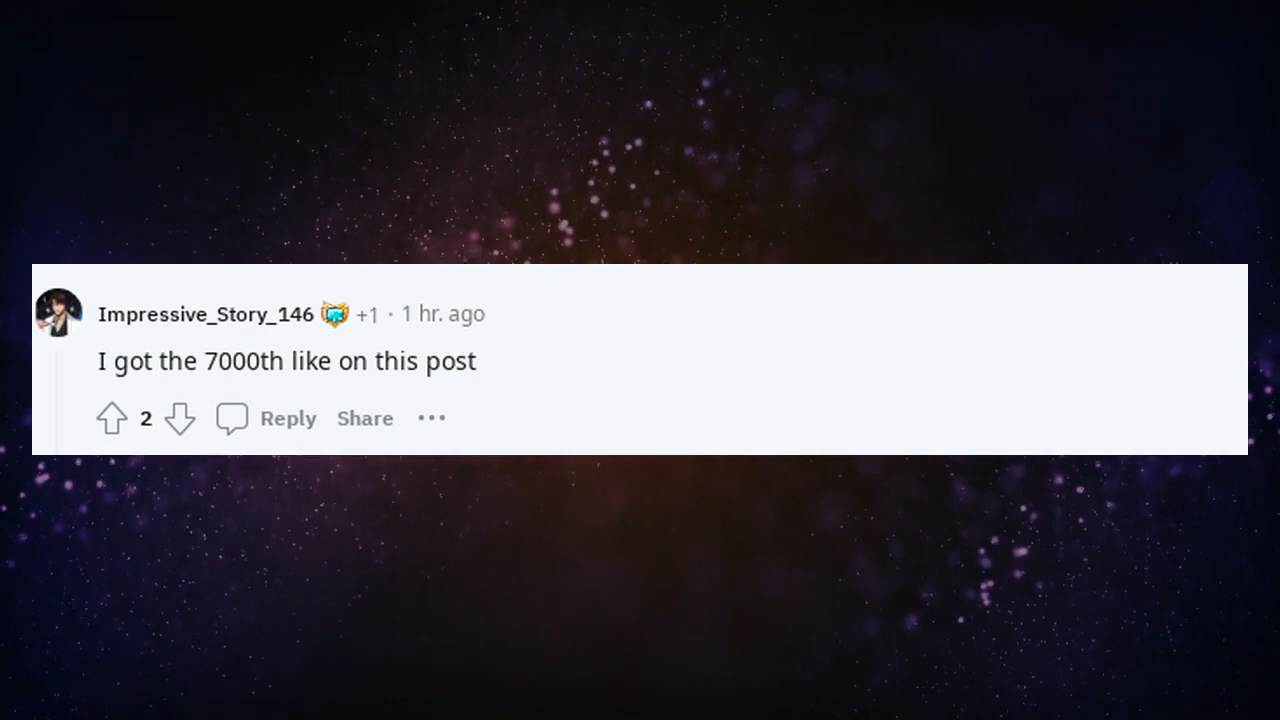 Impressive_Story_146 +1 · 1 hr. ago
I got the 7000th like on this post
2 Reply Share •••